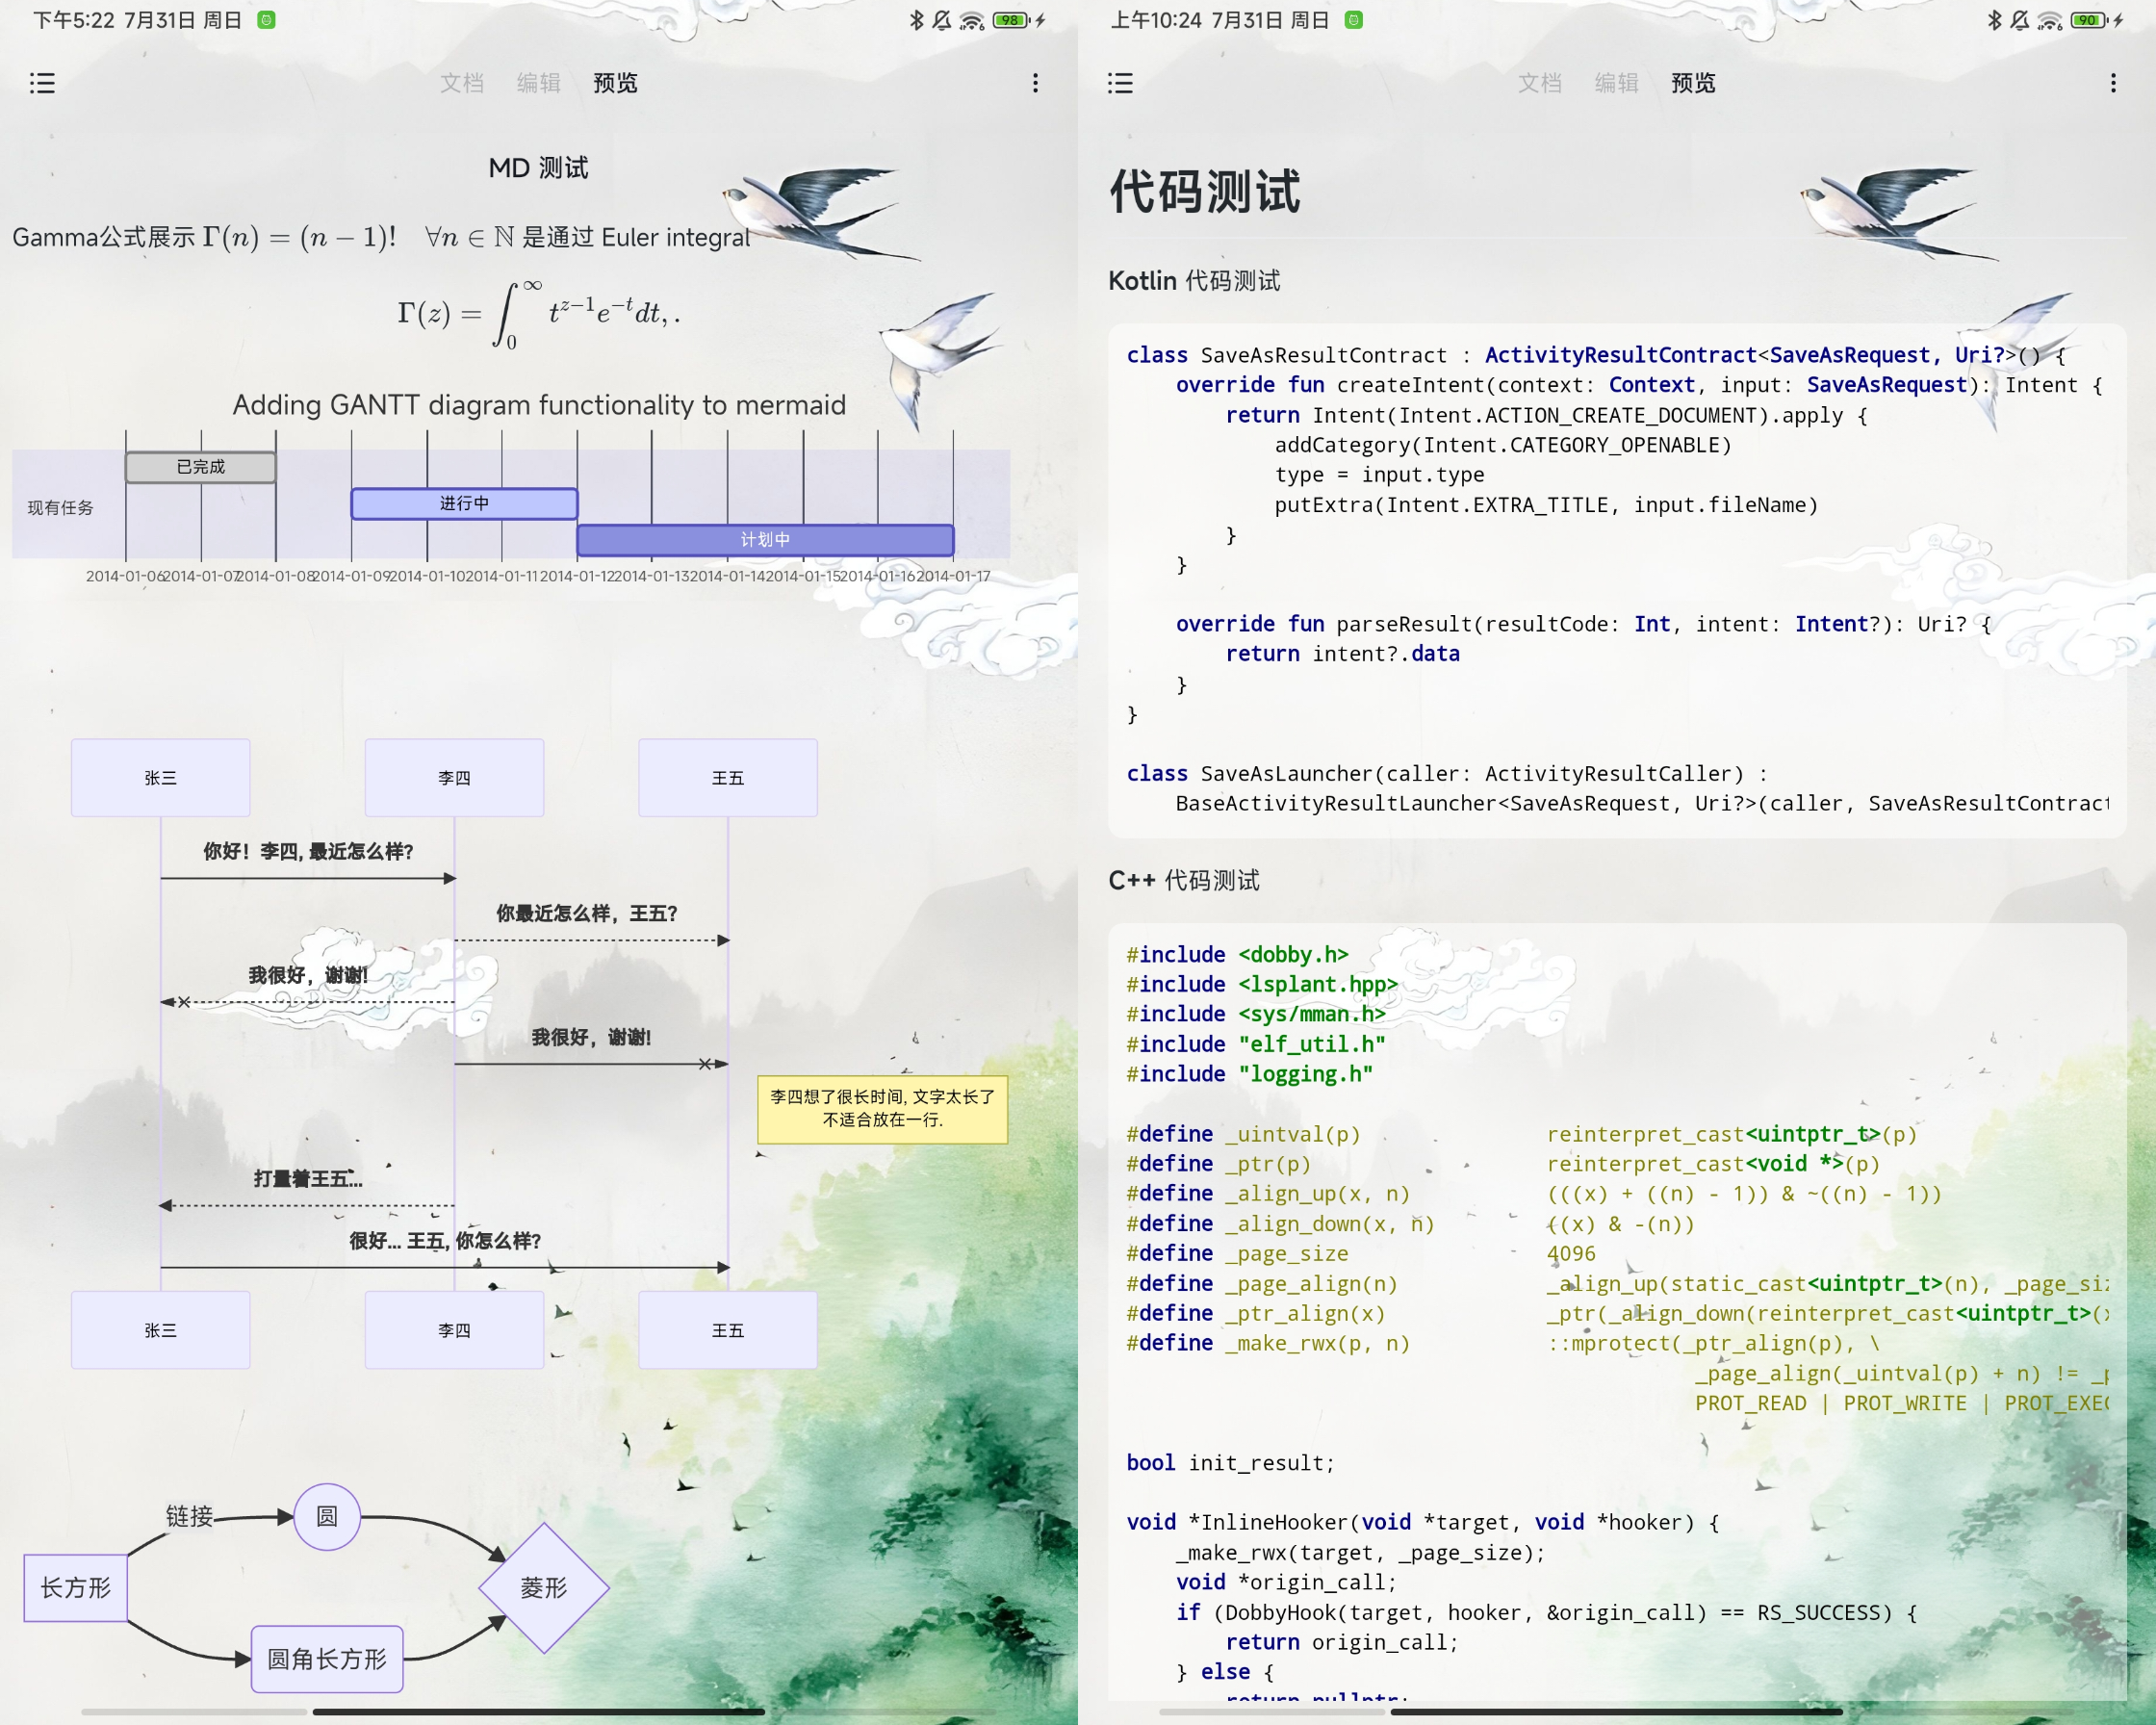 下午5:22 7月31日 周日
98
文档 编辑 预览
MD 测试
Gamma公式展示 Γ(n) = (n − 1)! ∀n ∈ ℕ 是通过 Euler integral
Γ(z) = ∫₀^∞ t^{z−1}e^{−t}dt,.
Adding GANTT diagram functionality to mermaid
已完成
现有任务
进行中
计划中
2014-01-06 2014-01-07 2014-01-08 2014-01-09 2014-01-10 2014-01-11 2014-01-12 2014-01-13 2014-01-14 2014-01-15 2014-01-16 2014-01-17
张三 李四 王五
你好！李四, 最近怎么样?
你最近怎么样，王五?
我很好，谢谢!
我很好，谢谢!
李四想了很长时间, 文字太长了
不适合放在一行.
打量着王五...
很好... 王五, 你怎么样?
张三 李四 王五
链接
圆
长方形
菱形
圆角长方形
上午10:24 7月31日 周日
90
文档 编辑 预览
代码测试
Kotlin 代码测试
class SaveAsResultContract : ActivityResultContract<SaveAsRequest, Uri?>() {
    override fun createIntent(context: Context, input: SaveAsRequest): Intent {
        return Intent(Intent.ACTION_CREATE_DOCUMENT).apply {
            addCategory(Intent.CATEGORY_OPENABLE)
            type = input.type
            putExtra(Intent.EXTRA_TITLE, input.fileName)
        }
    }
    override fun parseResult(resultCode: Int, intent: Intent?): Uri? {
        return intent?.data
    }
}
class SaveAsLauncher(caller: ActivityResultCaller) :
    BaseActivityResultLauncher<SaveAsRequest, Uri?>(caller, SaveAsResultContract
C++ 代码测试
#include <dobby.h>
#include <lsplant.hpp>
#include <sys/mman.h>
#include "elf_util.h"
#include "logging.h"
#define _uintval(p)               reinterpret_cast<uintptr_t>(p)
#define _ptr(p)                   reinterpret_cast<void *>(p)
#define _align_up(x, n)           (((x) + ((n) - 1)) & ~((n) - 1))
#define _align_down(x, n)         ((x) & -(n))
#define _page_size                4096
#define _page_align(n)            _align_up(static_cast<uintptr_t>(n), _page_siz
#define _ptr_align(x)             _ptr(_align_down(reinterpret_cast<uintptr_t>(x
#define _make_rwx(p, n)           ::mprotect(_ptr_align(p), \
                                              _page_align(_uintval(p) + n) != _p
                                              PROT_READ | PROT_WRITE | PROT_EXEC
bool init_result;
void *InlineHooker(void *target, void *hooker) {
    _make_rwx(target, _page_size);
    void *origin_call;
    if (DobbyHook(target, hooker, &origin_call) == RS_SUCCESS) {
        return origin_call;
    } else {
        return nullptr;